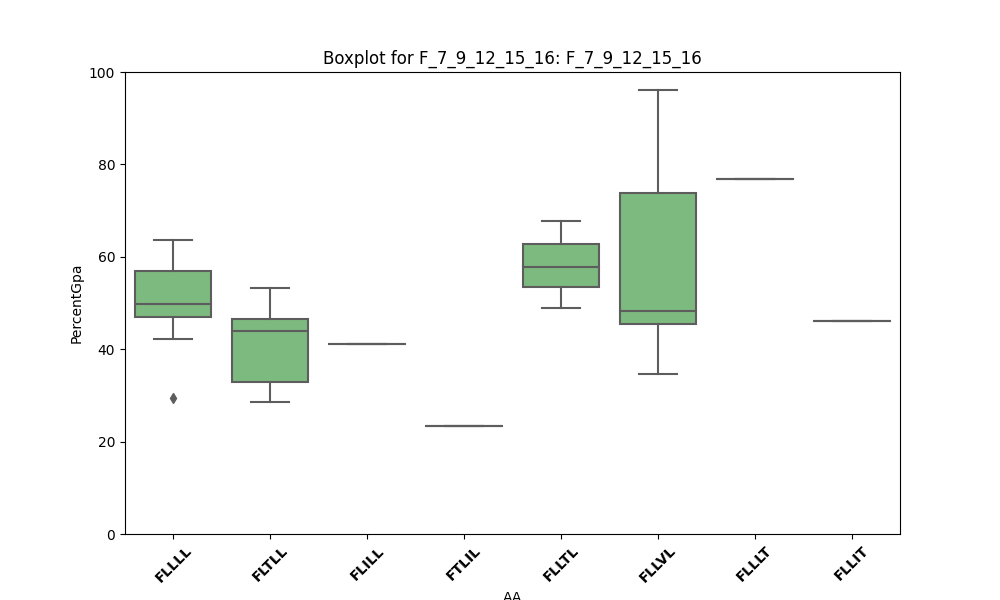 Boxplot for F_7_9_12_15_16: F_7_9_12_15_16
100
80
60
40
20
0
PercentGpa
FLLLL
FLTLL
FLILL
FTLIL
FLLTL
FLLVL
FLLLT
FLLIT
AA